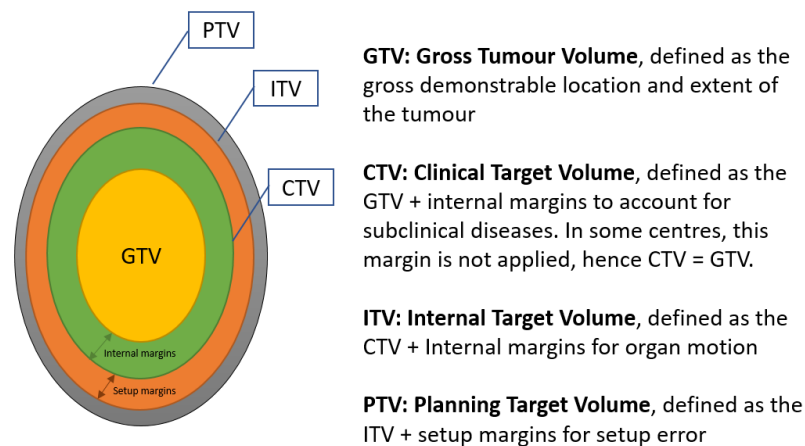 PTV
ITV
CTV
GTV
Internal margins
Setup margins
GTV: Gross Tumour Volume, defined as the
gross demonstrable location and extent of
the tumour
CTV: Clinical Target Volume, defined as the
GTV + internal margins to account for
subclinical diseases. In some centres, this
margin is not applied, hence CTV = GTV.
ITV: Internal Target Volume, defined as the
CTV + Internal margins for organ motion
PTV: Planning Target Volume, defined as the
ITV + setup margins for setup error